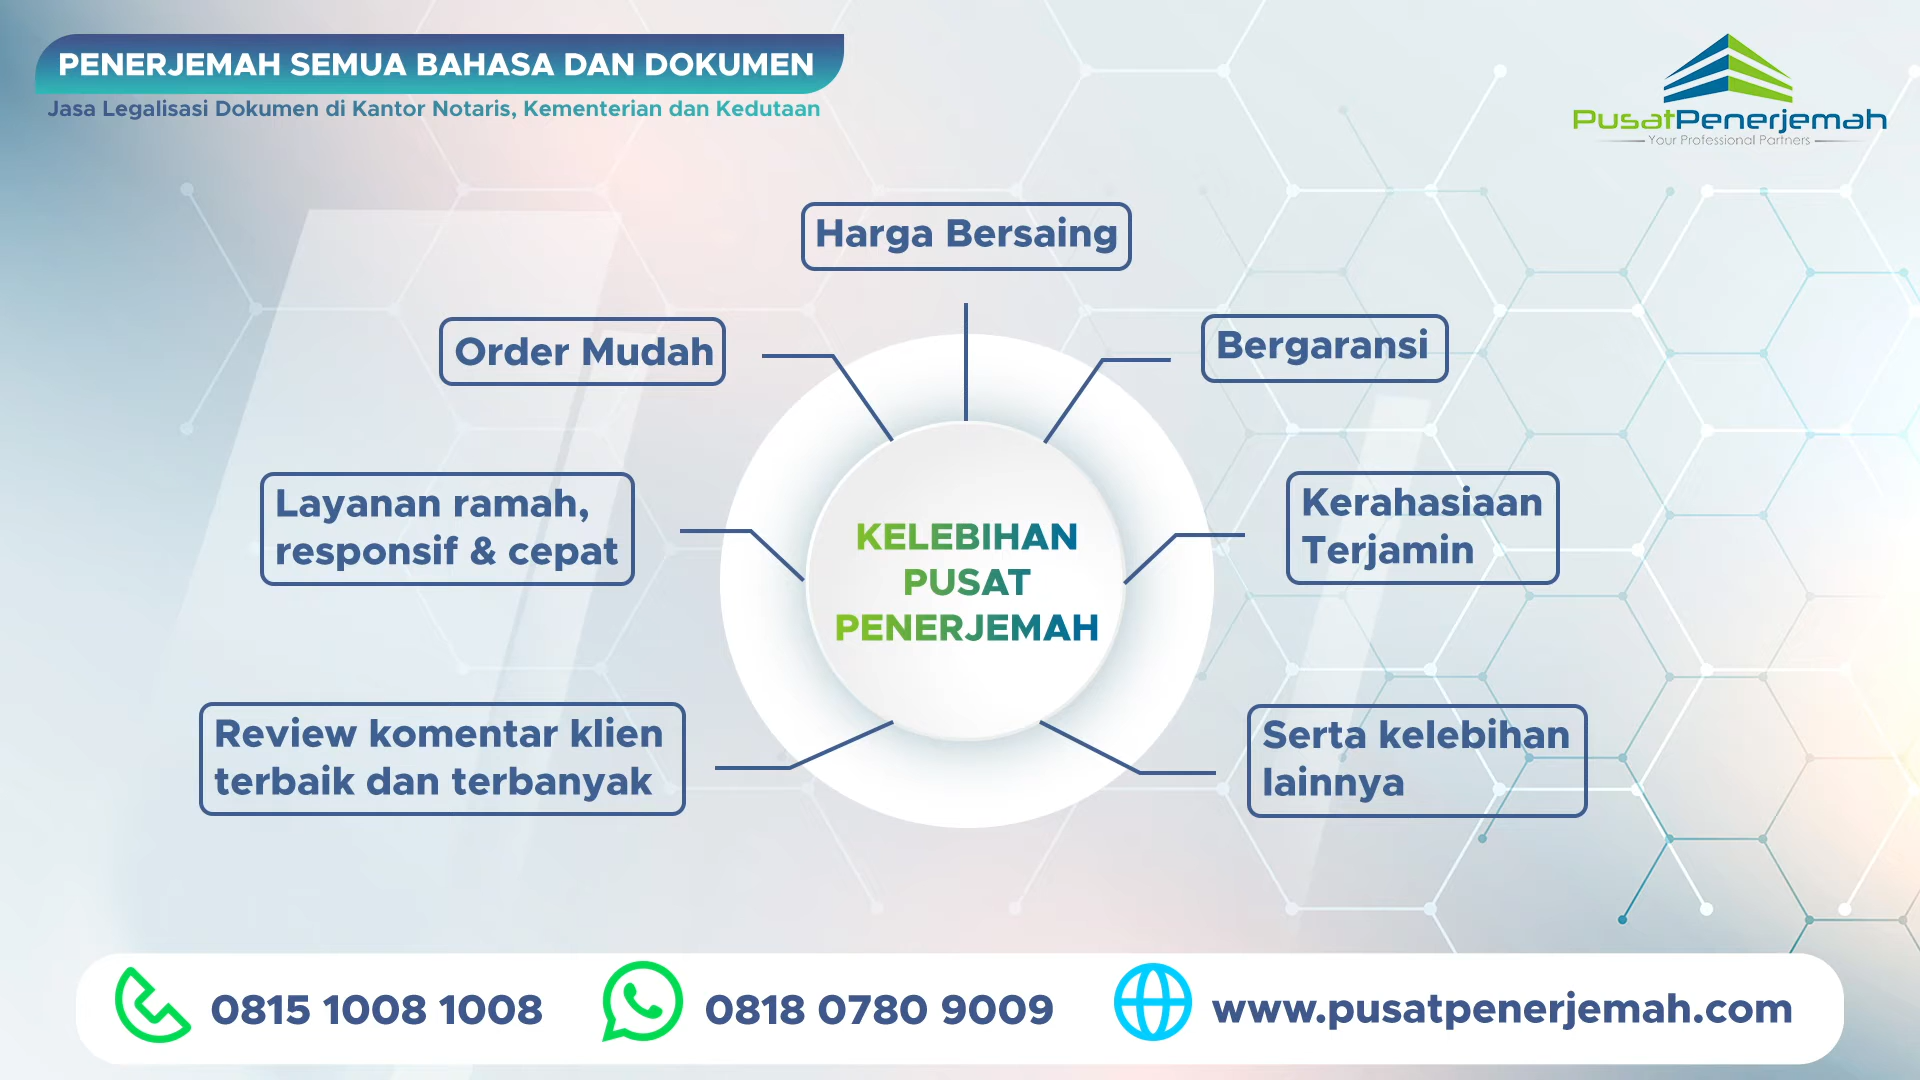 PENERJEMAH SEMUA BAHASA DAN DOKUMEN
Jasa Legalisasi Dokumen di Kantor Notaris, Kementerian dan Kedutaan
PusatPenerjemah
Your Professional Partners
Harga Bersaing
Order Mudah
Bergaransi
Layanan ramah,
responsif & cepat
Kerahasiaan
Terjamin
KELEBIHAN
PUSAT
PENERJEMAH
Review komentar klien
terbaik dan terbanyak
Serta kelebihan
lainnya
0815 1008 1008
0818 0780 9009
www.pusatpenerjemah.com